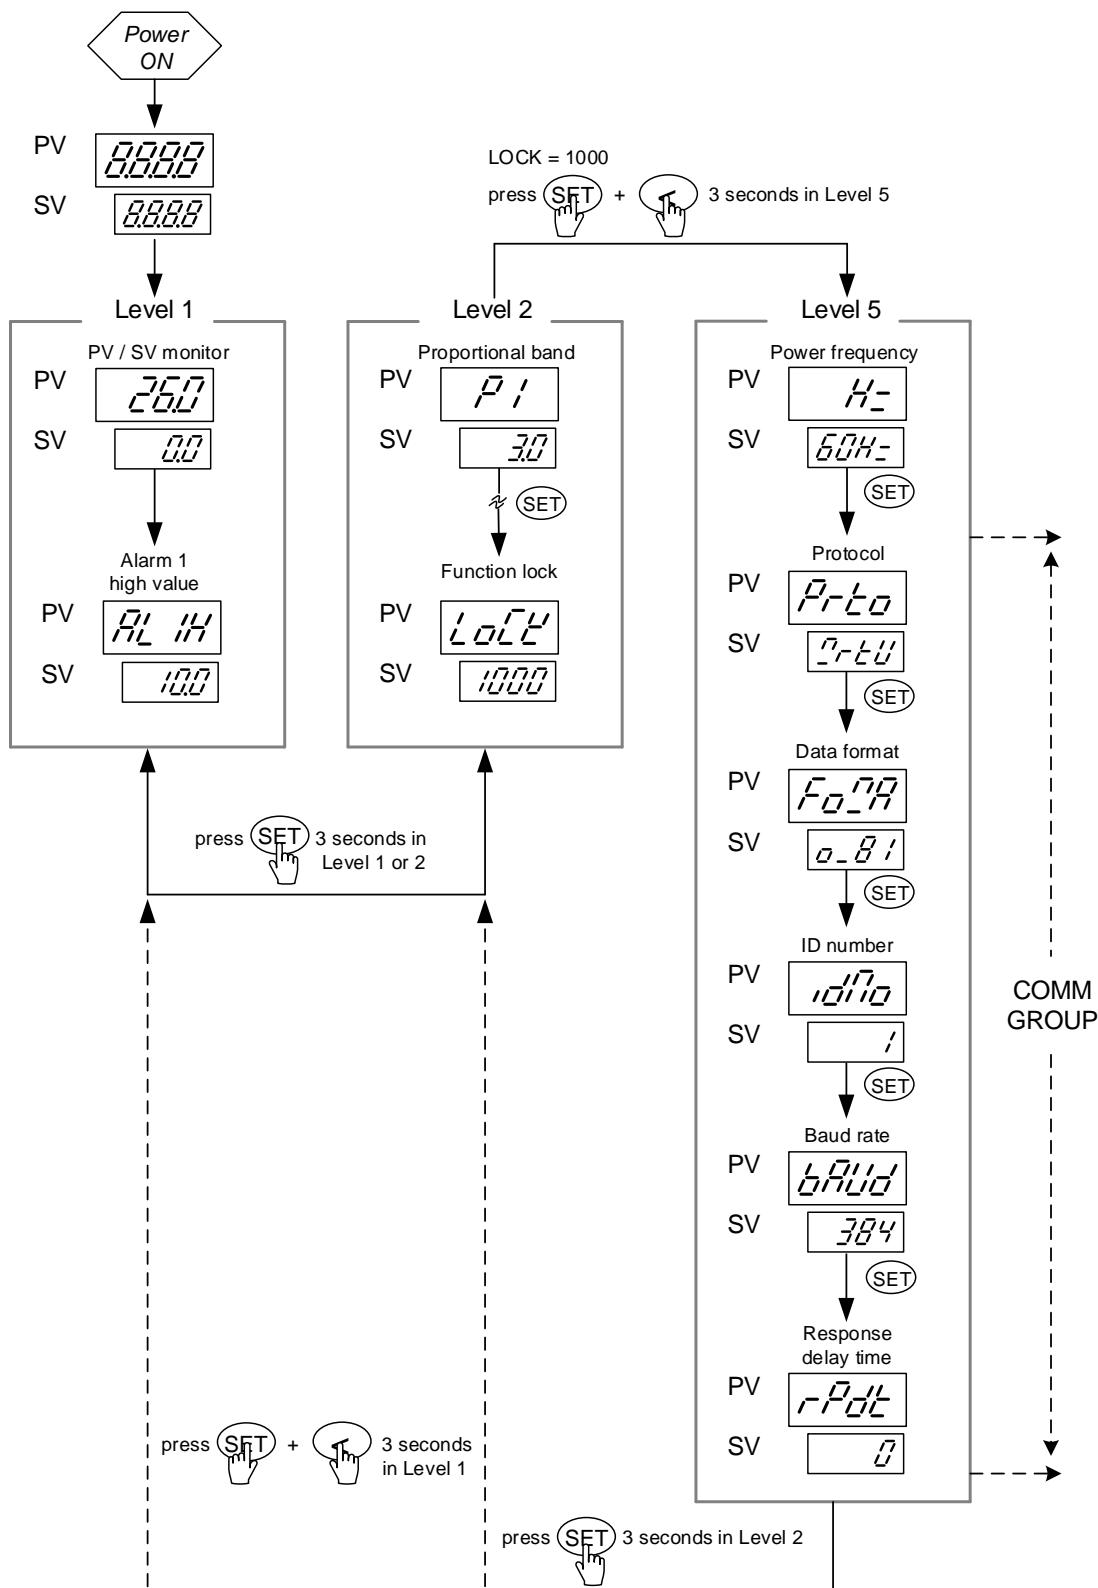 Power
ON
PV
8.8.8.8
SV
8.8.8.8
LOCK = 1000
press SET + < 3 seconds in Level 5
Level 1
PV / SV monitor
PV
26.0
SV
0.0
Alarm 1
high value
PV
AL 1H
SV
10.0
Level 2
Proportional band
PV
P1
SV
3.0
SET
Function lock
PV
LoCK
SV
1000
press SET 3 seconds in
Level 1 or 2
Level 5
Power frequency
PV
Hz
SV
60Hz
SET
Protocol
PV
Prto
SV
mrtU
SET
Data format
PV
FomA
SV
o_81
SET
ID number
PV
idno
SV
1
SET
Baud rate
PV
bAUd
SV
384
SET
Response
delay time
PV
rPdt
SV
0
COMM
GROUP
press SET + < 3 seconds
in Level 1
press SET 3 seconds in Level 2